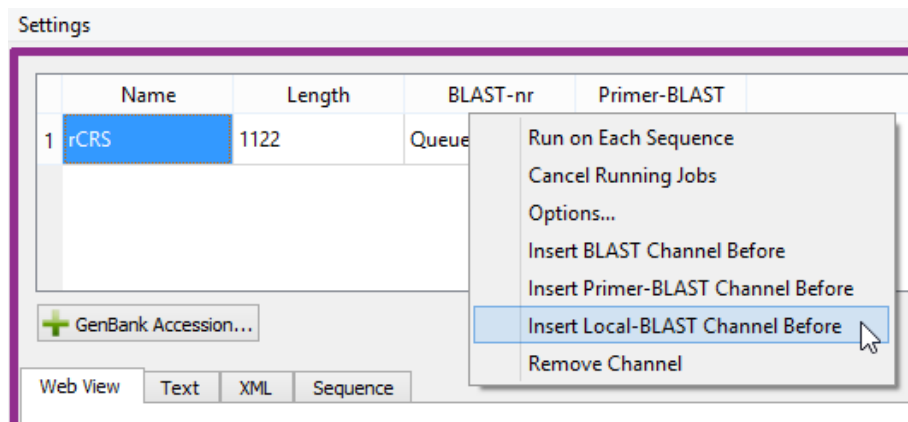 Settings
Name Length BLAST-nr Primer-BLAST
1 rCRS 1122 Queue
Run on Each Sequence
Cancel Running Jobs
Options...
Insert BLAST Channel Before
Insert Primer-BLAST Channel Before
GenBank Accession...
Insert Local-BLAST Channel Before
Remove Channel
Web View Text XML Sequence